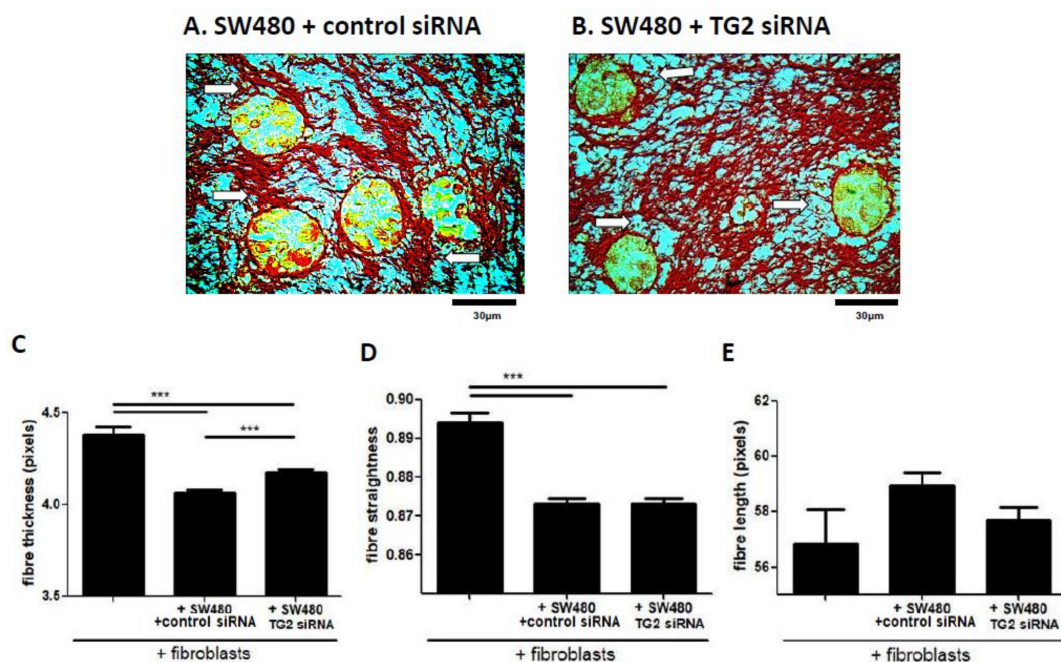 A. SW480 + control siRNA
B. SW480 + TG2 siRNA
30µm
30µm
C
fibre thickness (pixels)
4.5
4.0
3.5
***
***
+ SW480
+control siRNA
+ SW480
TG2 siRNA
+ fibroblasts
D
fibre straightness
0.90
0.89
0.87
0.86
***
+ SW480
+control siRNA
+ SW480
TG2 siRNA
+ fibroblasts
E
fibre length (pixels)
62
60
58
56
+ SW480
+control siRNA
+ SW480
TG2 siRNA
+ fibroblasts